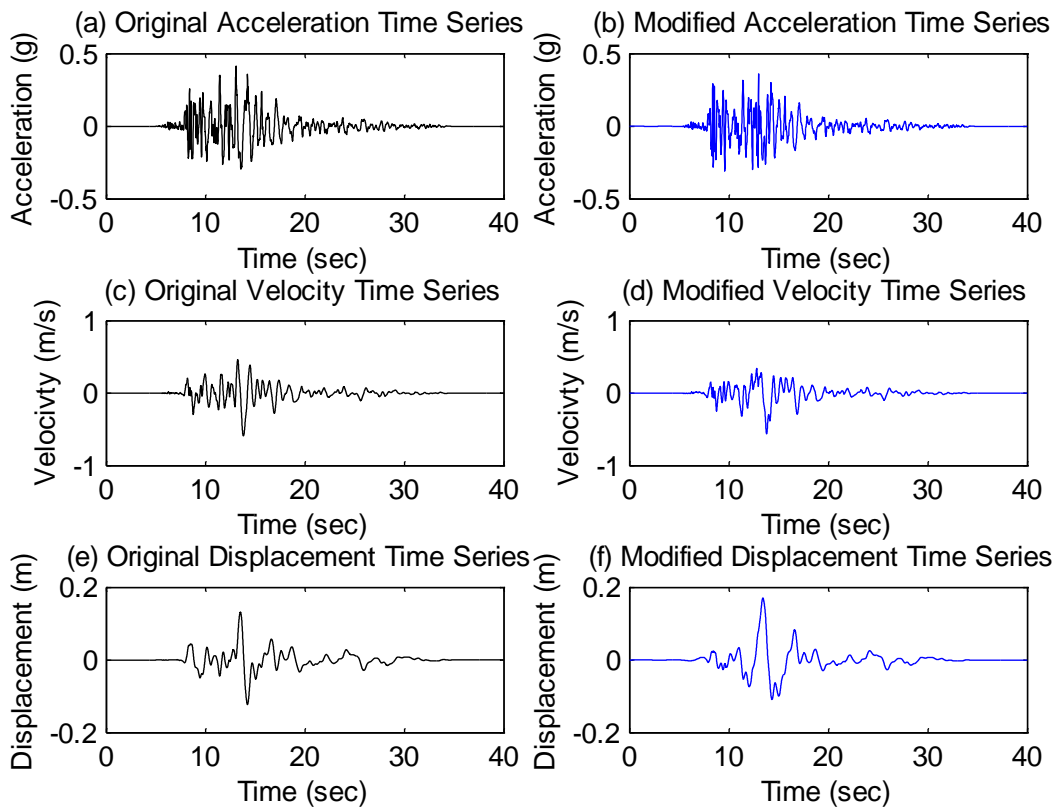 (a) Original Acceleration Time Series
Acceleration (g)
0.5
0
-0.5
0 10 20 30 40
Time (sec)
(b) Modified Acceleration Time Series
Acceleration (g)
0.5
0
-0.5
0 10 20 30 40
Time (sec)
(c) Original Velocity Time Series
Velocivty (m/s)
1
0
-1
0 10 20 30 40
Time (sec)
(d) Modified Velocity Time Series
Velocivty (m/s)
1
0
-1
0 10 20 30 40
Time (sec)
(e) Original Displacement Time Series
Displacement (m)
0.2
0
-0.2
0 10 20 30 40
Time (sec)
(f) Modified Displacement Time Series
Displacement (m)
0.2
0
-0.2
0 10 20 30 40
Time (sec)